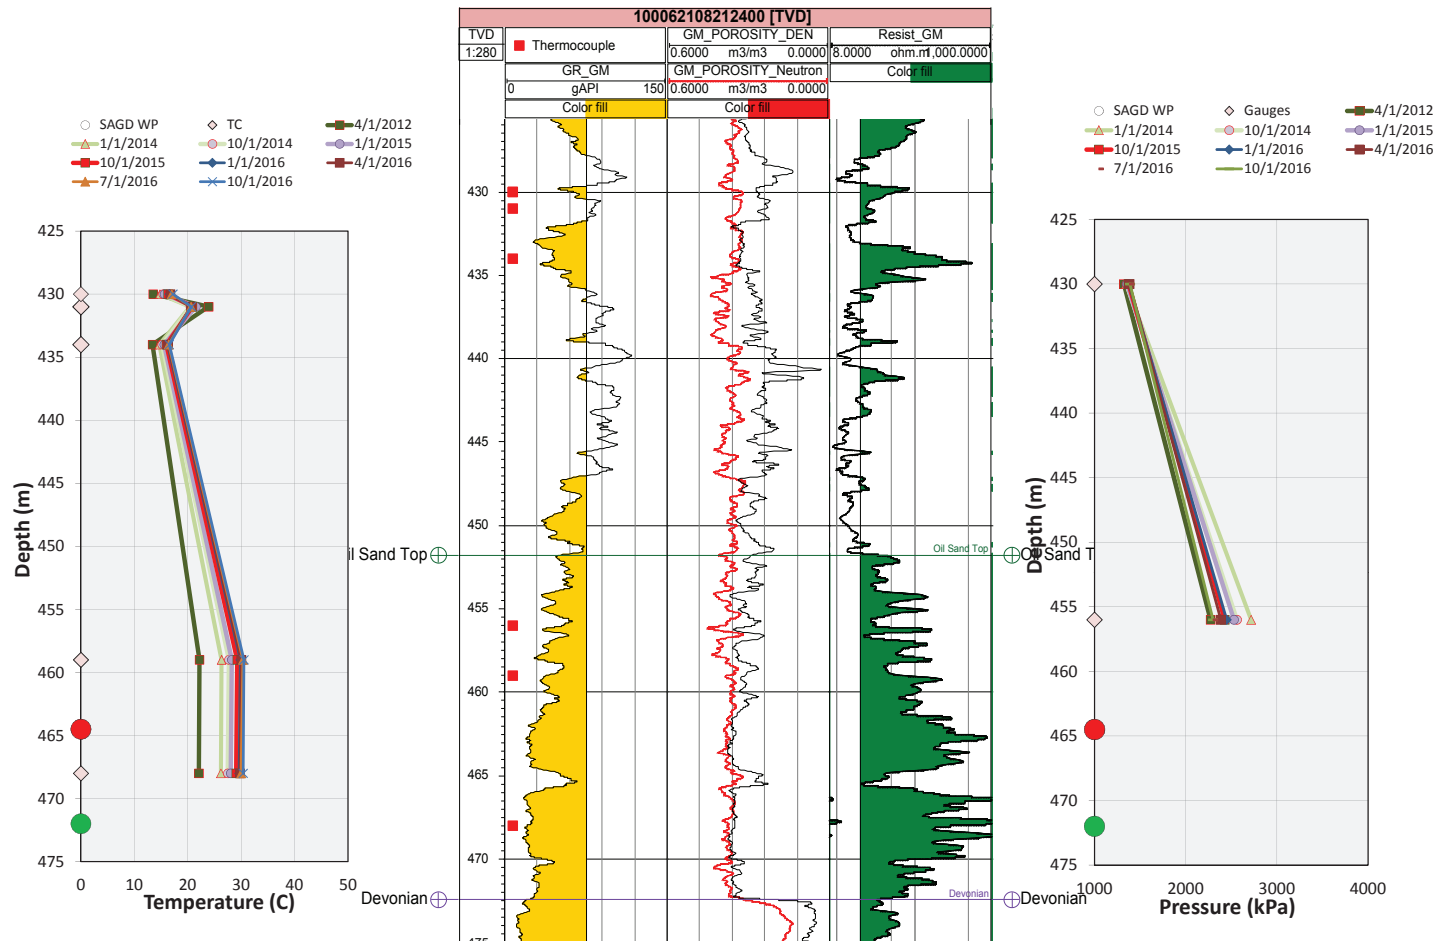 100062108212400 [TVD]
TVD
1:280
Thermocouple
GM_POROSITY_DEN
0.6000 m3/m3 0.0000
Resist_GM
8.0000 ohm.m 1,000.0000
GR_GM
0 gAPI 150
GM_POROSITY_Neutron
0.6000 m3/m3 0.0000
Color fill
Color fill
Color fill
SAGD WP TC 4/1/2012
1/1/2014 10/1/2014 1/1/2015
10/1/2015 1/1/2016 4/1/2016
7/1/2016 10/1/2016
425
430
435
440
445
450
455
460
465
470
475
0 10 20 30 40 50
Depth (m)
Temperature (C)
430
435
440
445
450
455
460
465
470
475
il Sand Top
Oil Sand Top
Oil Sand T
Devonian
Devonian
Devonian
SAGD WP Gauges 4/1/2012
1/1/2014 10/1/2014 1/1/2015
10/1/2015 1/1/2016 4/1/2016
7/1/2016 10/1/2016
425
430
435
440
445
450
455
460
465
470
475
1000 2000 3000 4000
Depth (m)
Pressure (kPa)